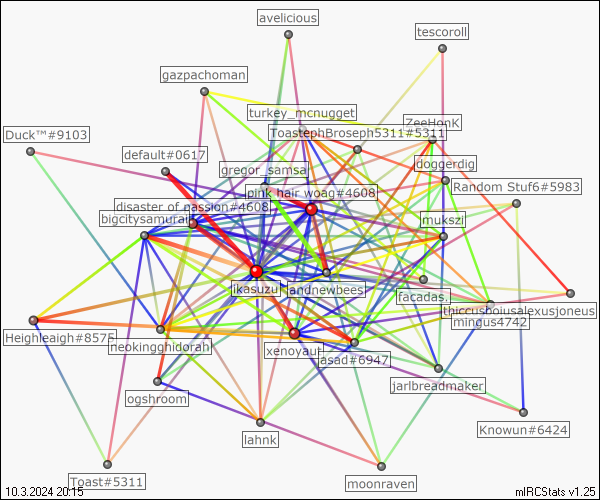 avelicious
tescoroll
gazpachoman
turkey_mcnugget
ZeeHonK
ToastephBroseph5311#5311
Duck™#9103
default#0617
doggerdig
gregor_samsa
Random Stuf6#5983
pink hair woag#4608
disaster of passion#4608
bigcitysamurai
mukszi
ikasuzu
andnewbees
facadas.
thiccusboiusalexusjoneus
mingus4742
Heighleaigh#8575
neokingghidorah
xenoyaur
asad#6947
jarlbreadmaker
ogshroom
Knowun#6424
lahnk
Toast#5311
moonraven
10.3.2024 20:15
mIRCStats v1.25